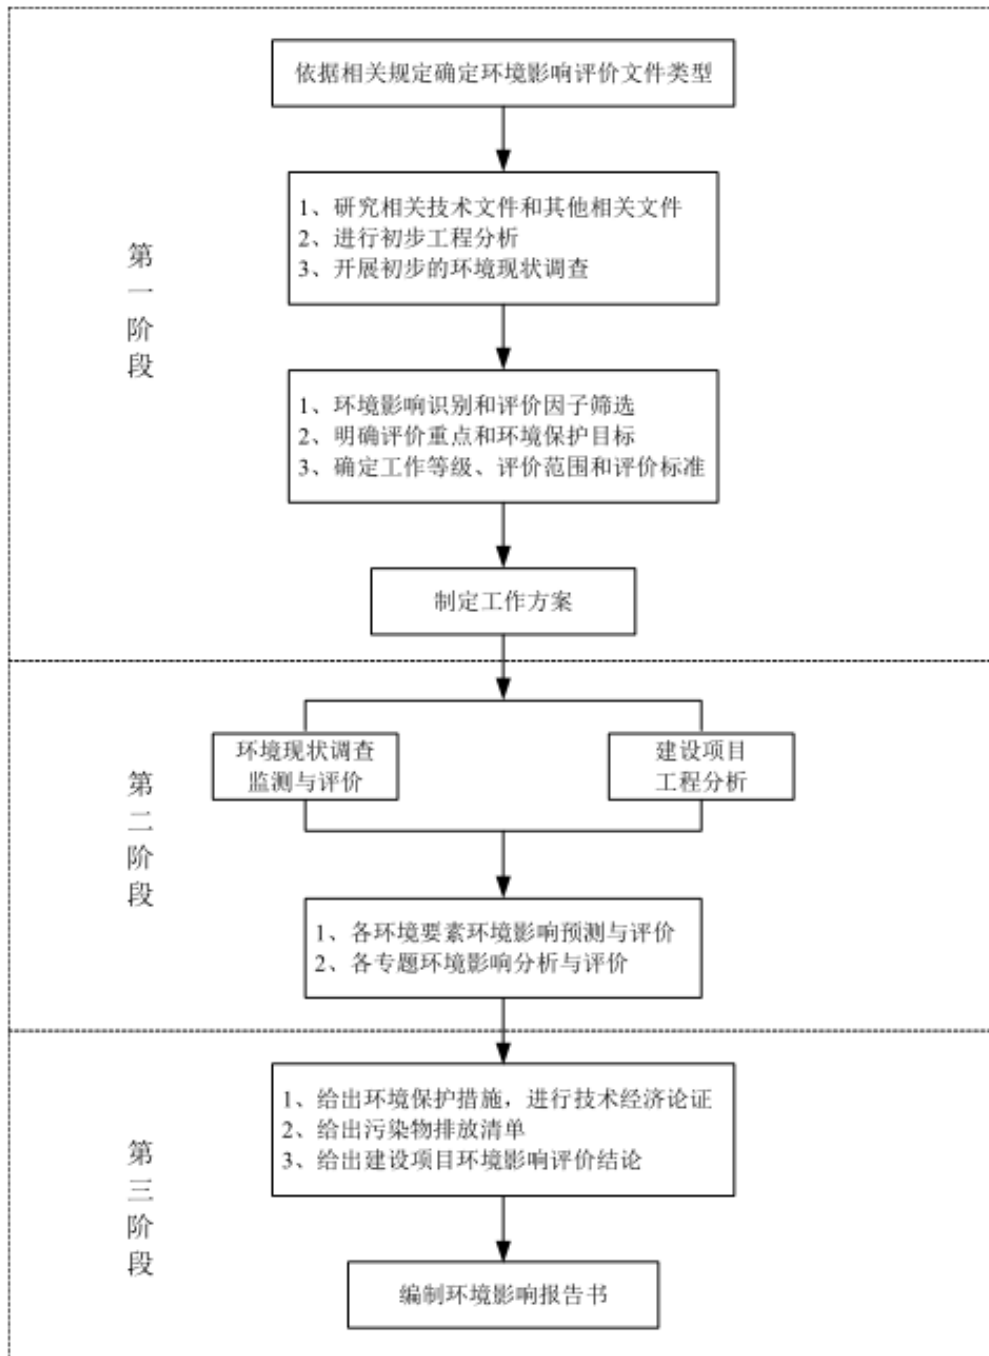 依据相关规定确定环境影响评价文件类型
1、研究相关技术文件和其他相关文件
2、进行初步工程分析
3、开展初步的环境现状调查
第一阶段
1、环境影响识别和评价因子筛选
2、明确评价重点和环境保护目标
3、确定工作等级、评价范围和评价标准
制定工作方案
环境现状调查
监测与评价
建设项目
工程分析
第二阶段
1、各环境要素环境影响预测与评价
2、各专题环境影响分析与评价
1、给出环境保护措施，进行技术经济论证
2、给出污染物排放清单
3、给出建设项目环境影响评价结论
第三阶段
编制环境影响报告书